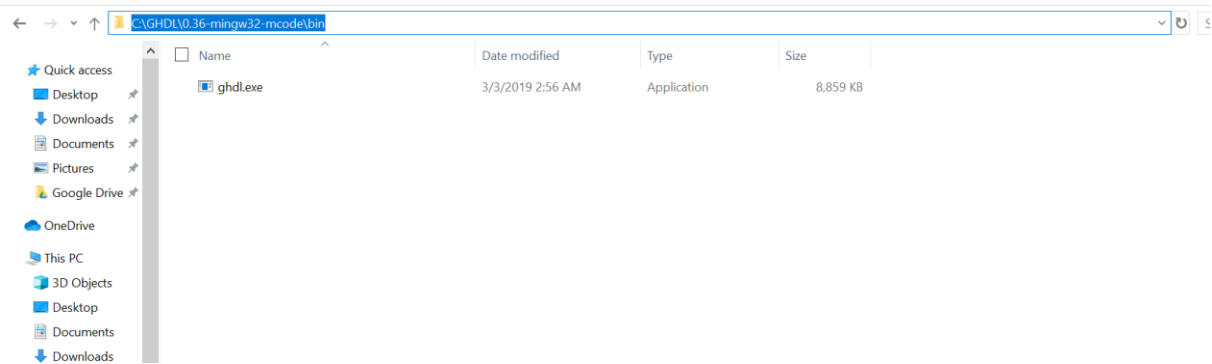 C:\GHDL\0.36-mingw32-mcode\bin
S
Name Date modified Type Size
Quick access
ghdl.exe 3/3/2019 2:56 AM Application 8,859 KB
Desktop
Downloads
Documents
Pictures
Google Drive
OneDrive
This PC
3D Objects
Desktop
Documents
Downloads